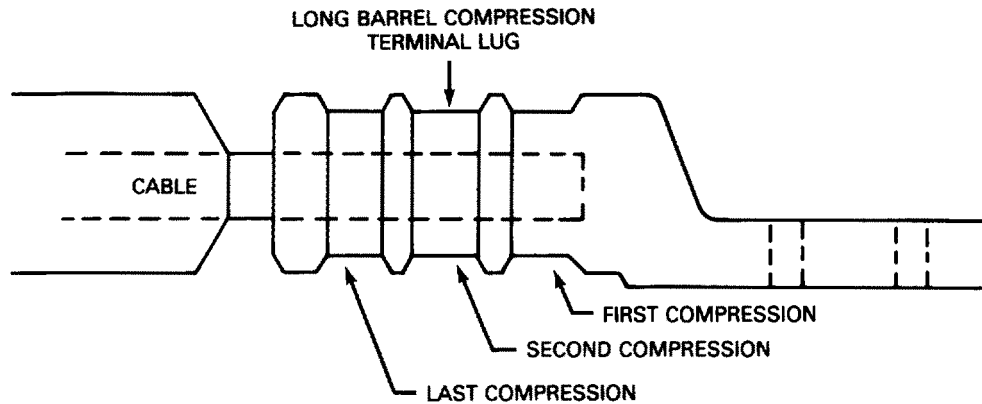 LONG BARREL COMPRESSION
TERMINAL LUG
CABLE
FIRST COMPRESSION
SECOND COMPRESSION
LAST COMPRESSION